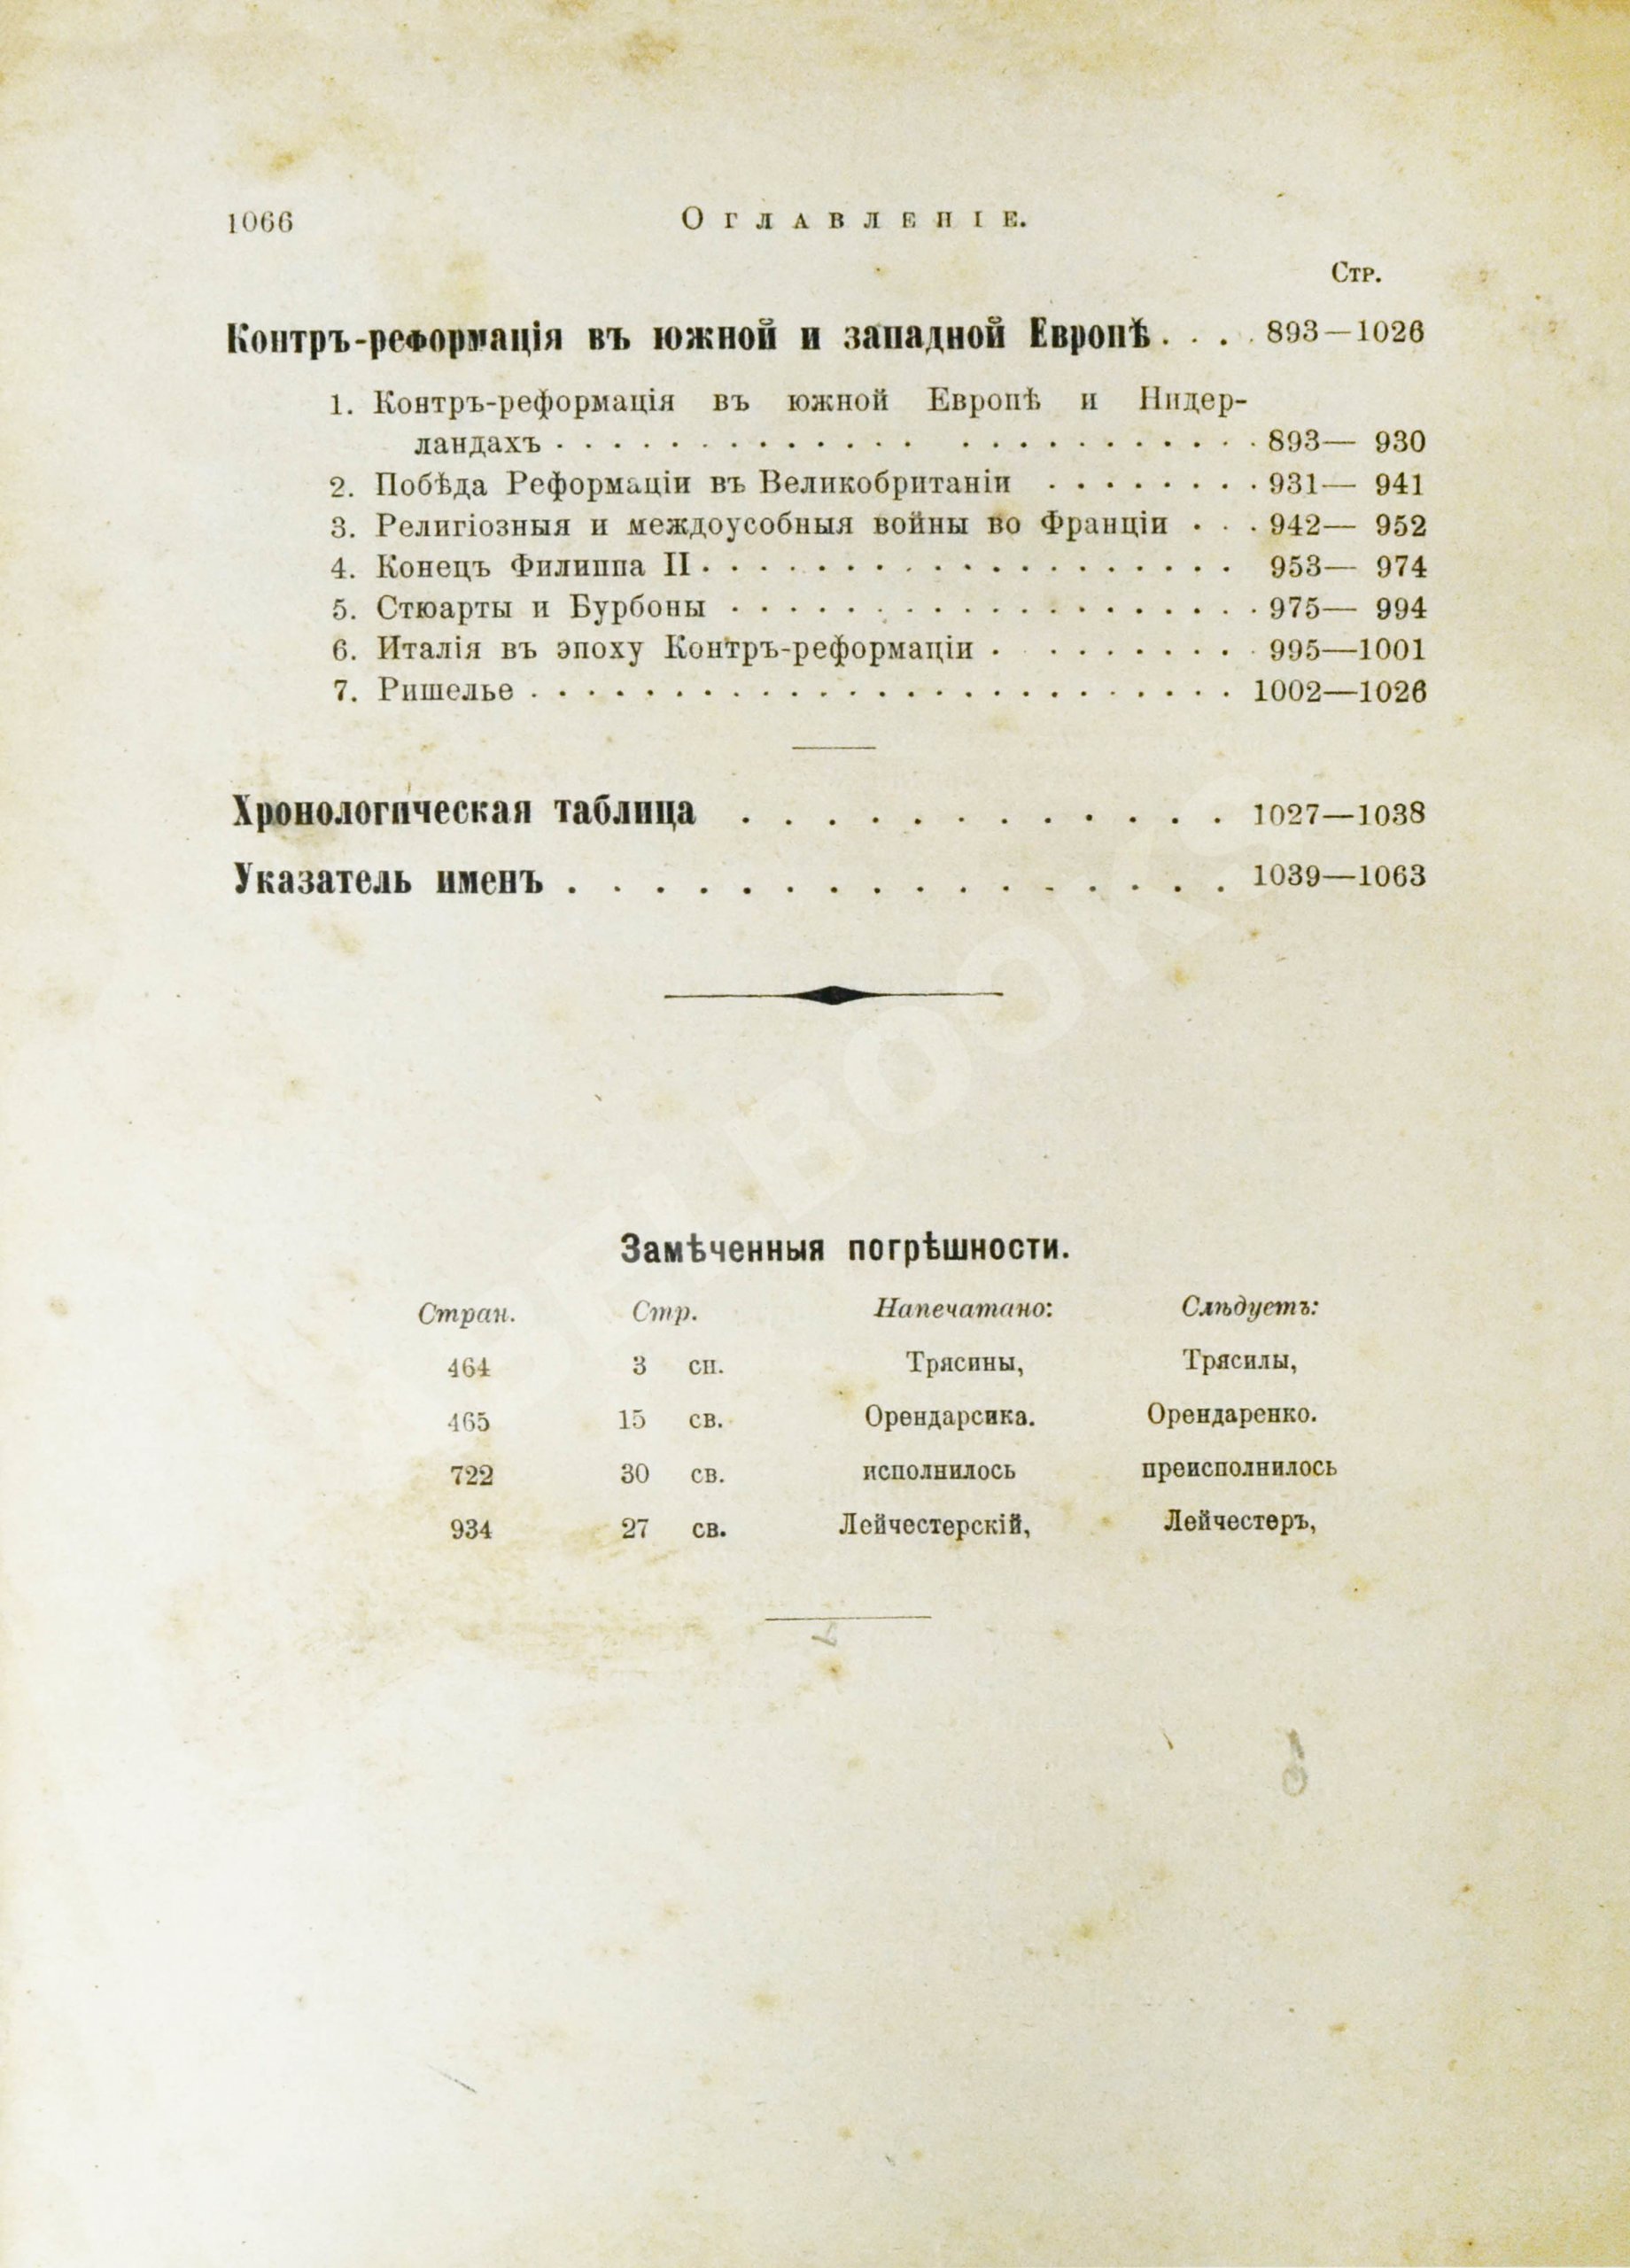 1066 Оглавленіе.
Стр.
Контръ-реформація въ южной и западной Европѣ. . . . 893—1026
1. Контръ-реформація въ южной Европѣ и Нидер-
ландахъ . . . . . . . . . . . . . . . . . . . . . . . . 893— 930
2. Побѣда Реформаціи въ Великобританіи . . . . . . . . 931— 941
3. Религіозныя и междоусобныя войны во Франціи . . . 942— 952
4. Конецъ Филиппа II . . . . . . . . . . . . . . . . . . . 953— 974
5. Стюарты и Бурбоны . . . . . . . . . . . . . . . . . . . 975— 994
6. Италія въ эпоху Контръ-реформаціи . . . . . . . . . 995—1001
7. Ришелье . . . . . . . . . . . . . . . . . . . . . . . . . 1002—1026
Хронологическая таблица . . . . . . . . . . . . 1027—1038
Указатель именъ . . . . . . . . . . . . . . . . 1039—1063
Замѣченныя погрѣшности.
Стран. Стр. Напечатано: Слѣдуетъ:
464 3 сн. Трясины, Трясилы,
465 15 св. Орендарсика. Орендаренко.
722 30 св. исполнилось преисполнилось
934 27 св. Лейчестерскій, Лейчестеръ,
BOOKS